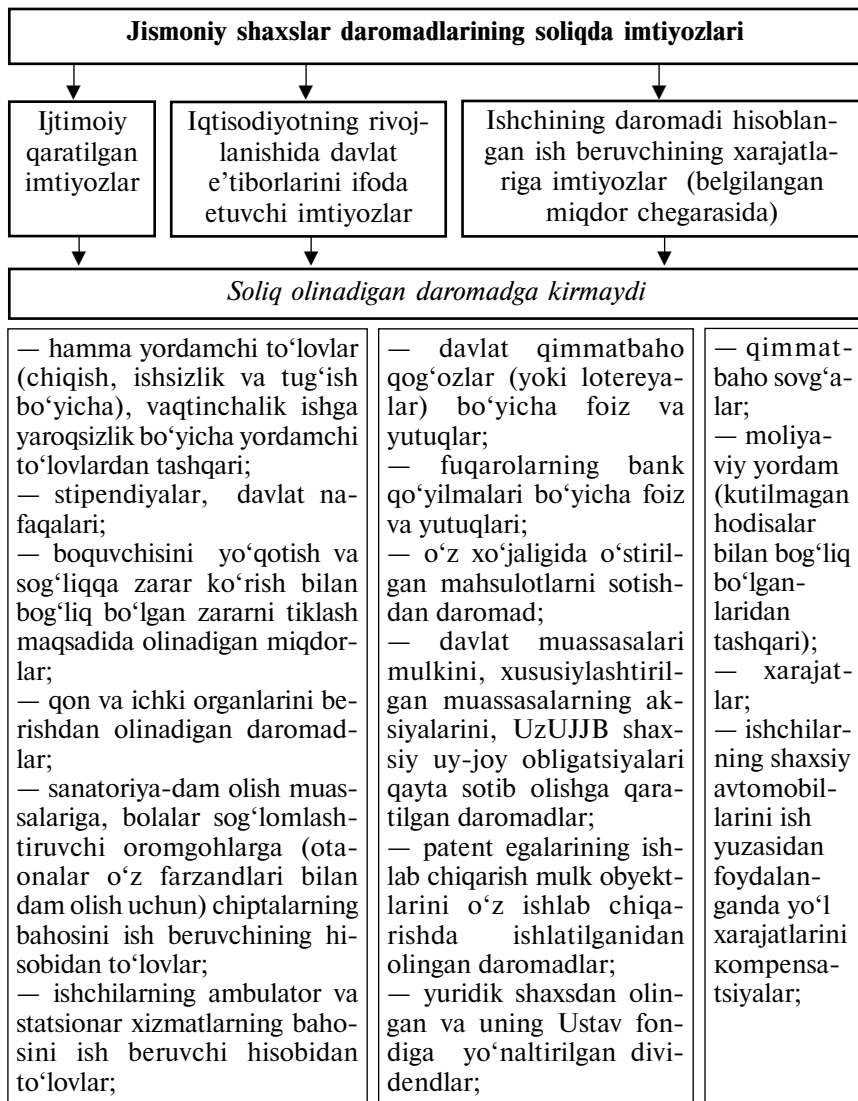 Jismoniy shaxslar daromadlarining soliqda imtiyozlari
Ijtimoiy
qaratilgan
imtiyozlar
Iqtisodiyotning rivoj-
lanishida davlat
e’tiborlarini ifoda
etuvchi imtiyozlar
Ishchining daromadi hisoblan-
gan ish beruvchining xarajatla-
riga imtiyozlar (belgilangan
miqdor chegarasida)
Soliq olinadigan daromadga kirmaydi
— hamma yordamchi to‘lovlar
(chiqish, ishsizlik va tug‘ish
bo‘yicha), vaqtinchalik ishga
yaroqsizlik bo‘yicha yordamchi
to‘lovlardan tashqari;
— stipendiyalar, davlat na-
faqalari;
— boquvchisini yo‘qotish va
sog‘liqqa zarar ko‘rish bilan
bog‘liq bo‘lgan zararni tiklash
maqsadida olinadigan miqdor-
lar;
— qon va ichki organlarini be-
rishdan olinadigan daromad-
lar;
— sanatoriya-dam olish muas-
salariga, bolalar sog‘lomlash-
tiruvchi oromgohlarga (ota-
onalar o‘z farzandlari bilan
dam olish uchun) chiptalarning
bahosini ish beruvchining hi-
sobidan to‘lovlar;
— ishchilarning ambulator va
statsionar xizmatlarning baho-
sini ish beruvchi hisobidan
to‘lovlar;
— davlat qimmatbaho
qog‘ozlar (yoki lotereya-
lar) bo‘yicha foiz va
yutuqlar;
— fuqarolarning bank
qo‘yilmalari bo‘yicha foiz
va yutuqlari;
— o‘z xo‘jaligida o‘stiril-
gan mahsulotlarni sotish-
dan daromad;
— davlat muassasalari
mulkini, xususiylashtiril-
gan muassasalarning ak-
siyalarini, UzUJJB shax-
siy uy-joy obligatsiyalari
qayta sotib olishga qara-
tilgan daromadlar;
— patent egalarining ish-
lab chiqarish mulk obyekt-
larini o‘z ishlab chiqa-
rishda ishlatilganidan
olingan daromadlar;
— yuridik shaxsdan olin-
gan va uning Ustav fon-
diga yo‘naltirilgan divi-
dendlar;
— qimmat-
baho sovg‘a-
lar;
— moliya-
viy yordam
(kutilmagan
hodisalar
bilan bog‘liq
bo‘lgan-
laridan
tashqari);
— xarajat-
lar;
— ishchilar-
ning shaxsiy
avtomobil-
larini ish
yuzasidan
foydalan-
ganda yo‘l
xarajatlarini
kompensa-
tsiyalar;